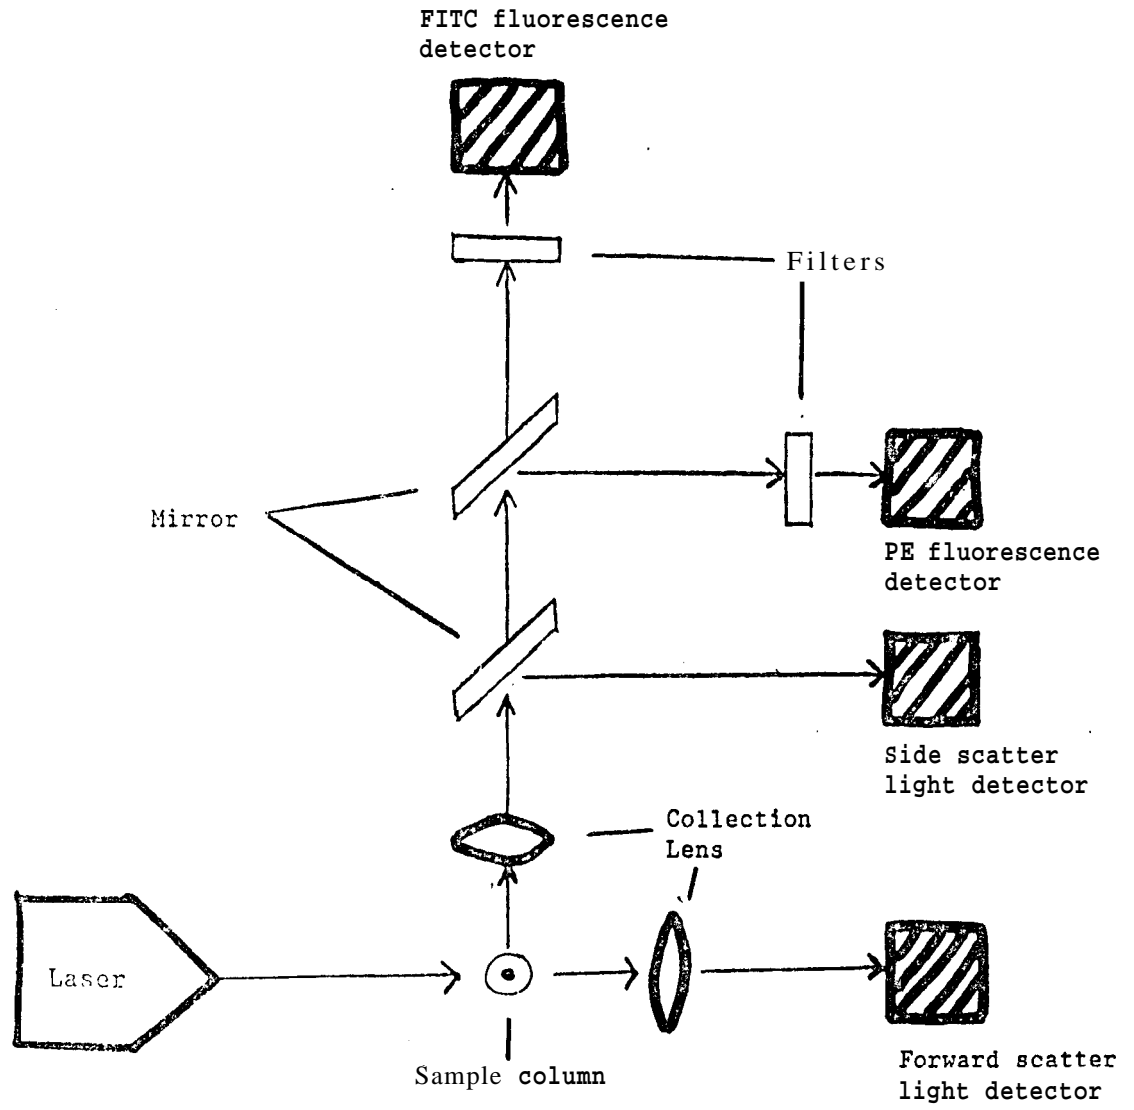 FITC fluorescence
detector
Filters
Mirror
PE fluorescence
detector
Side scatter
light detector
Collection
Lens
Laser
Sample column
Forward scatter
light detector